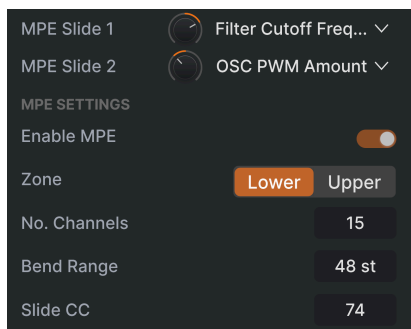 MPE Slide 1 Filter Cutoff Freq...
MPE Slide 2 OSC PWM Amount
MPE SETTINGS
Enable MPE
Zone Lower Upper
No. Channels 15
Bend Range 48 st
Slide CC 74